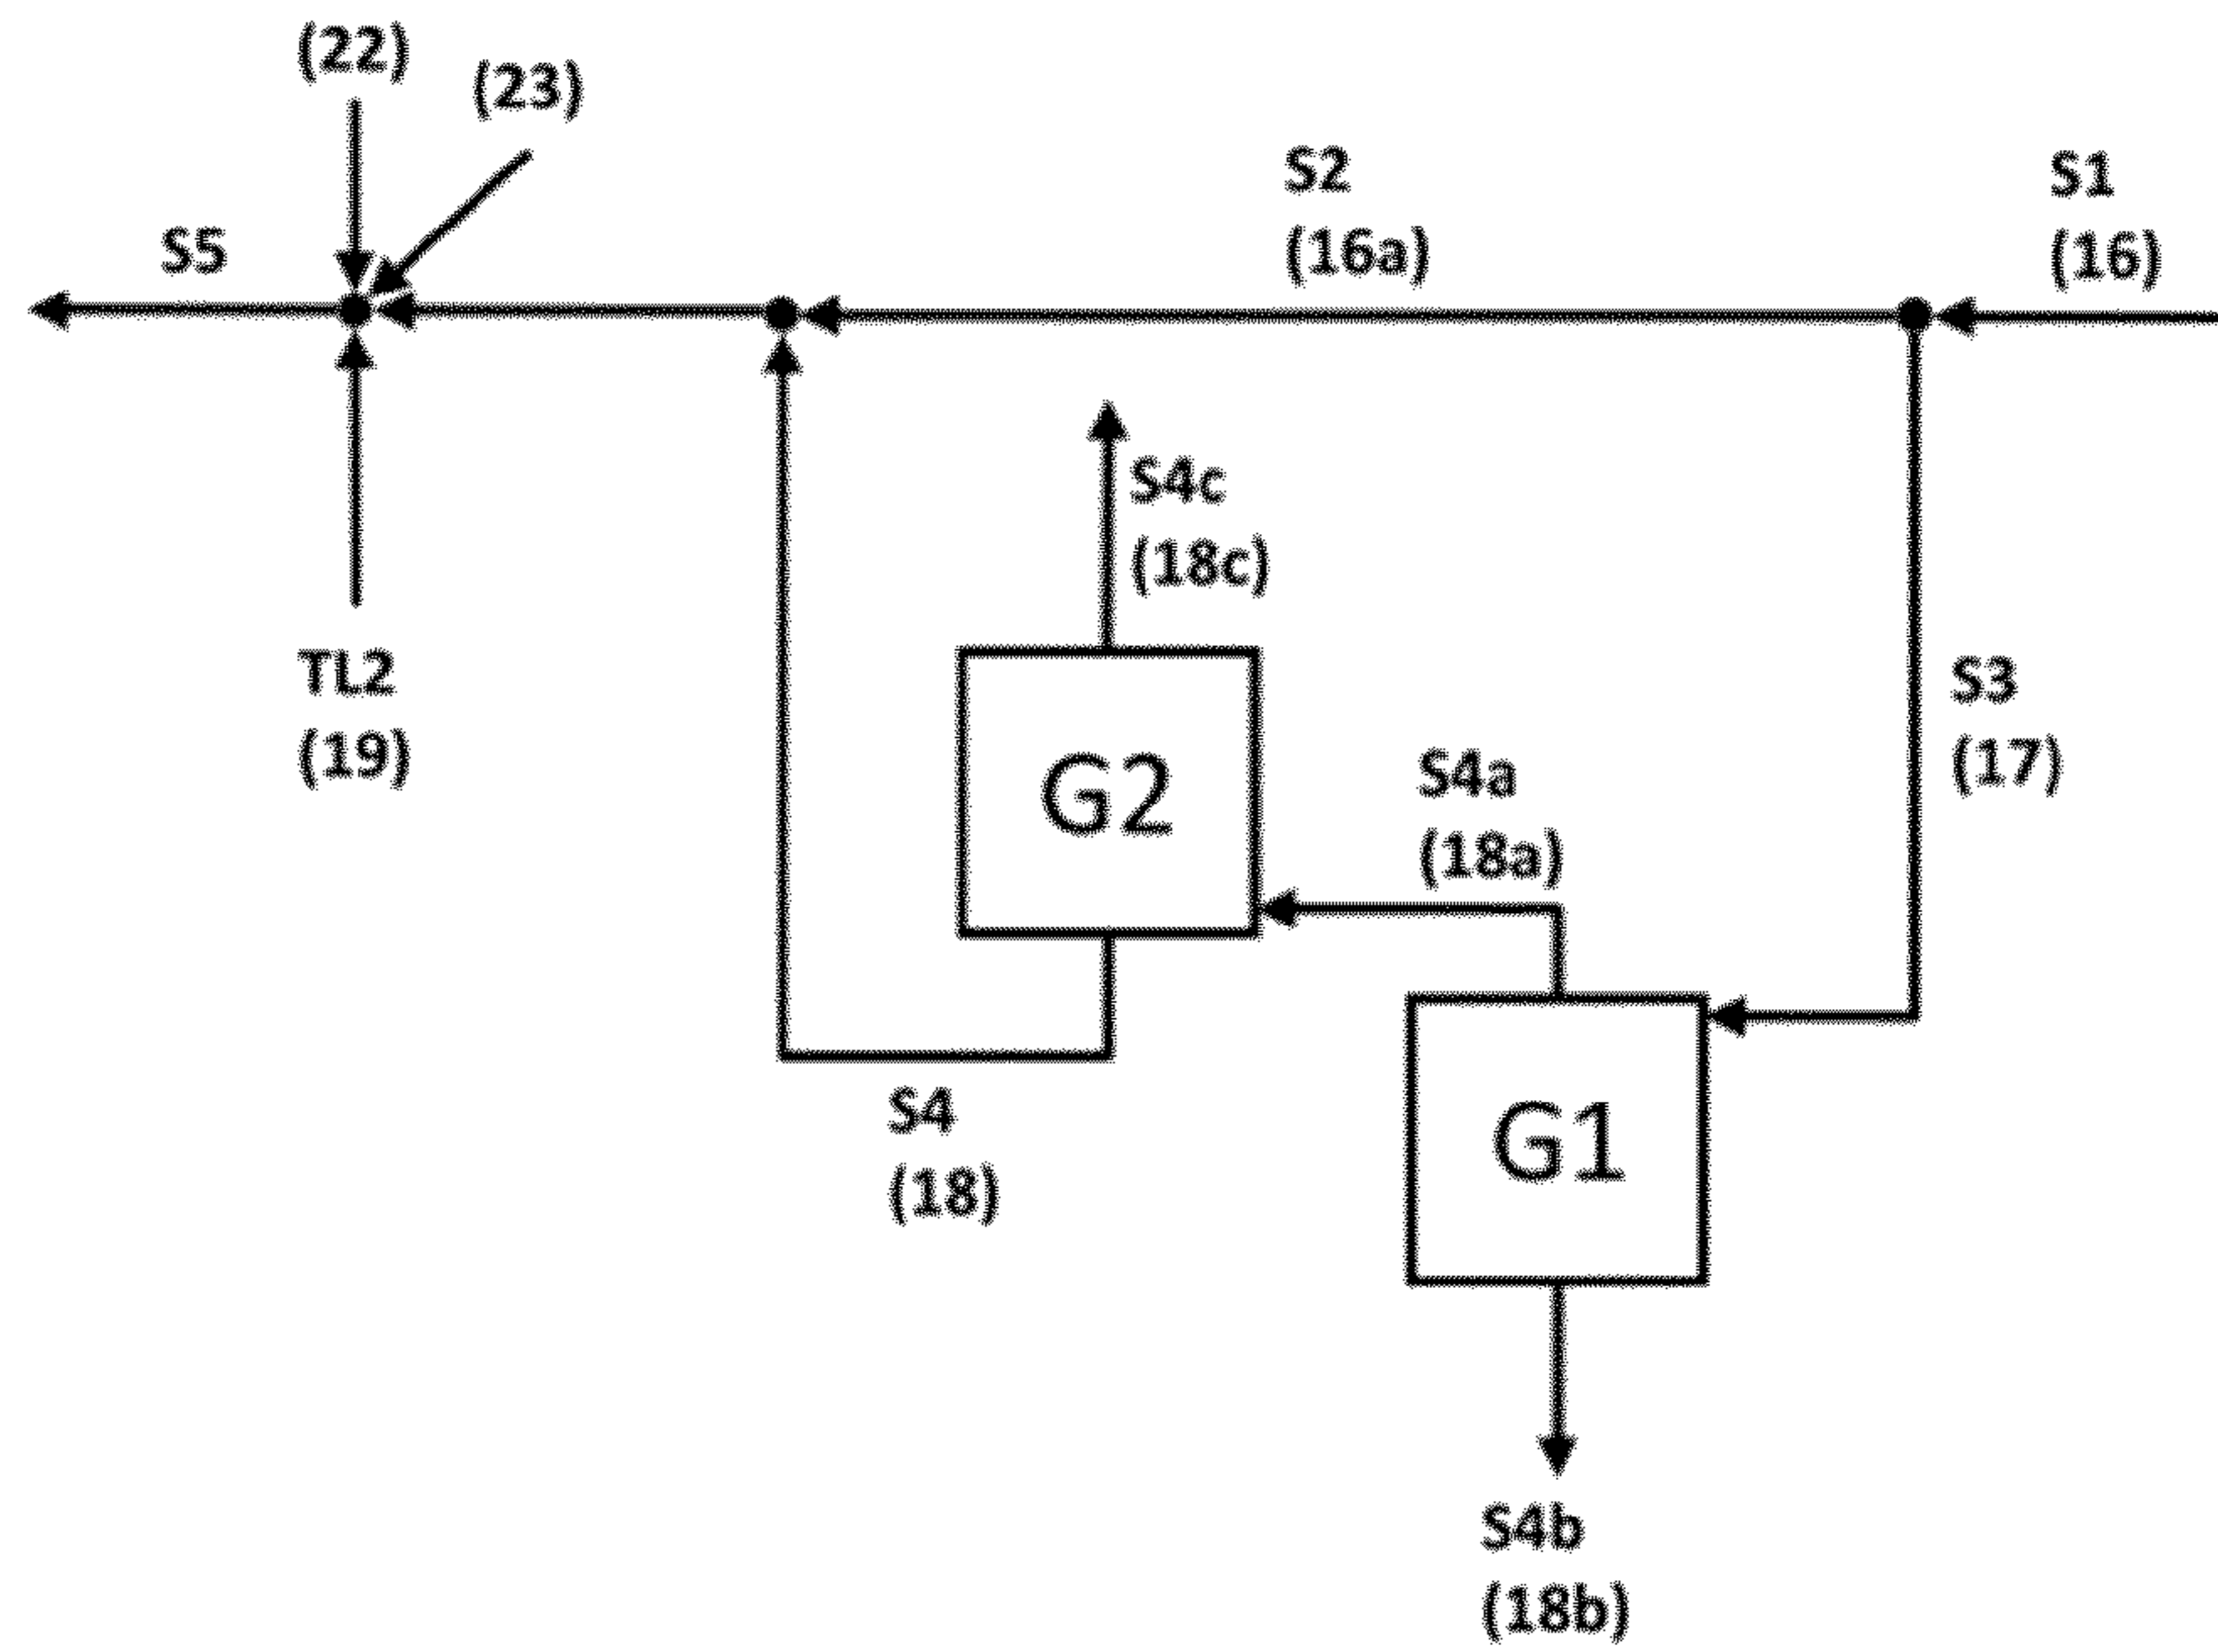 (22)
(23)
S5
S2
(16a)
S1
(16)
S4c
(18c)
TL2
(19)
G2
S4a
(18a)
S3
(17)
S4
(18)
G1
S4b
(18b)